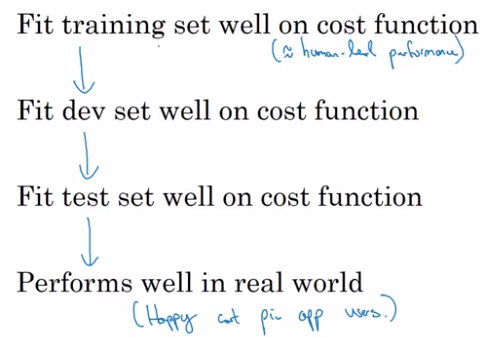 Fit training set well on cost function
(≈ human-level performance)
Fit dev set well on cost function
Fit test set well on cost function
Performs well in real world
(Happy cat pic app users.)